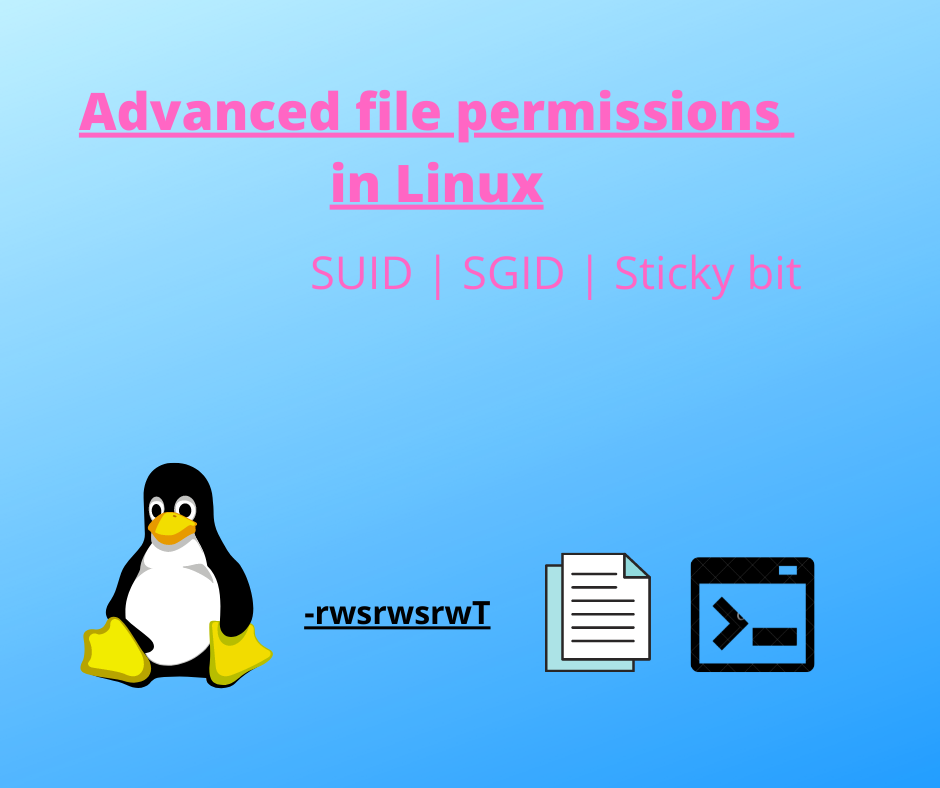 Advanced file permissions
in Linux
SUID | SGID | Sticky bit
-rwsrwsrwT